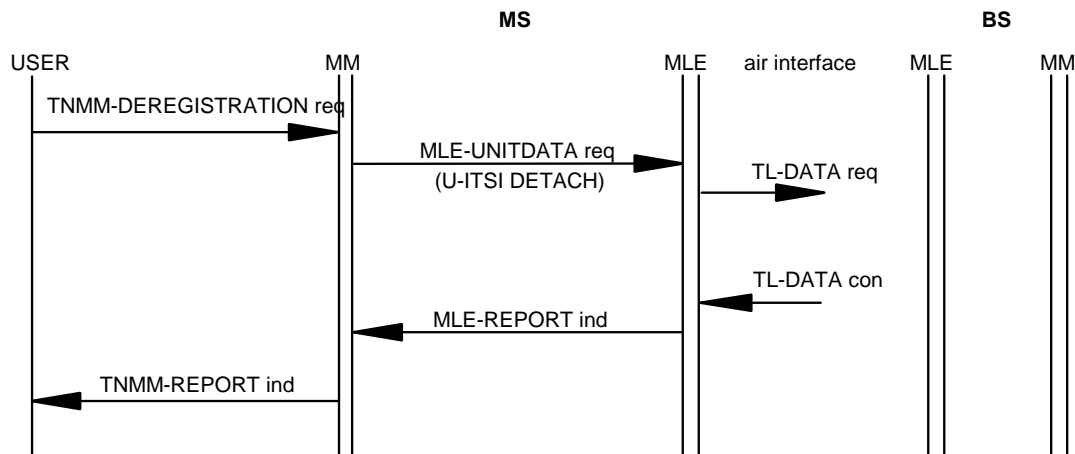 MS BS
USER MM MLE air interface MLE MM
TNMM-DEREGISTRATION req
MLE-UNITDATA req
(U-ITSI DETACH)
TL-DATA req
TL-DATA con
MLE-REPORT ind
TNMM-REPORT ind